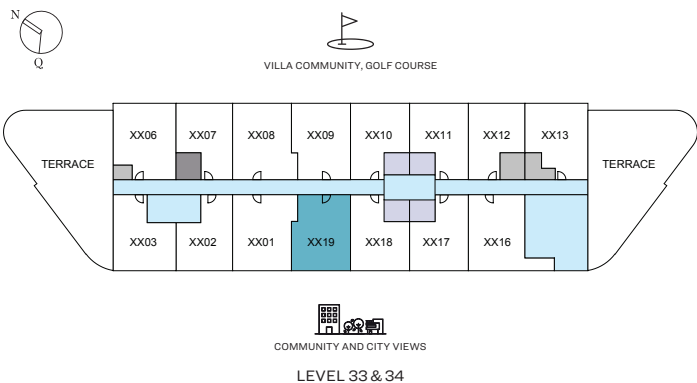 N
Q
VILLA COMMUNITY, GOLF COURSE
XX06 XX07 XX08 XX09 XX10 XX11 XX12 XX13
TERRACE TERRACE
XX03 XX02 XX01 XX19 XX18 XX17 XX16
COMMUNITY AND CITY VIEWS
LEVEL 33 & 34